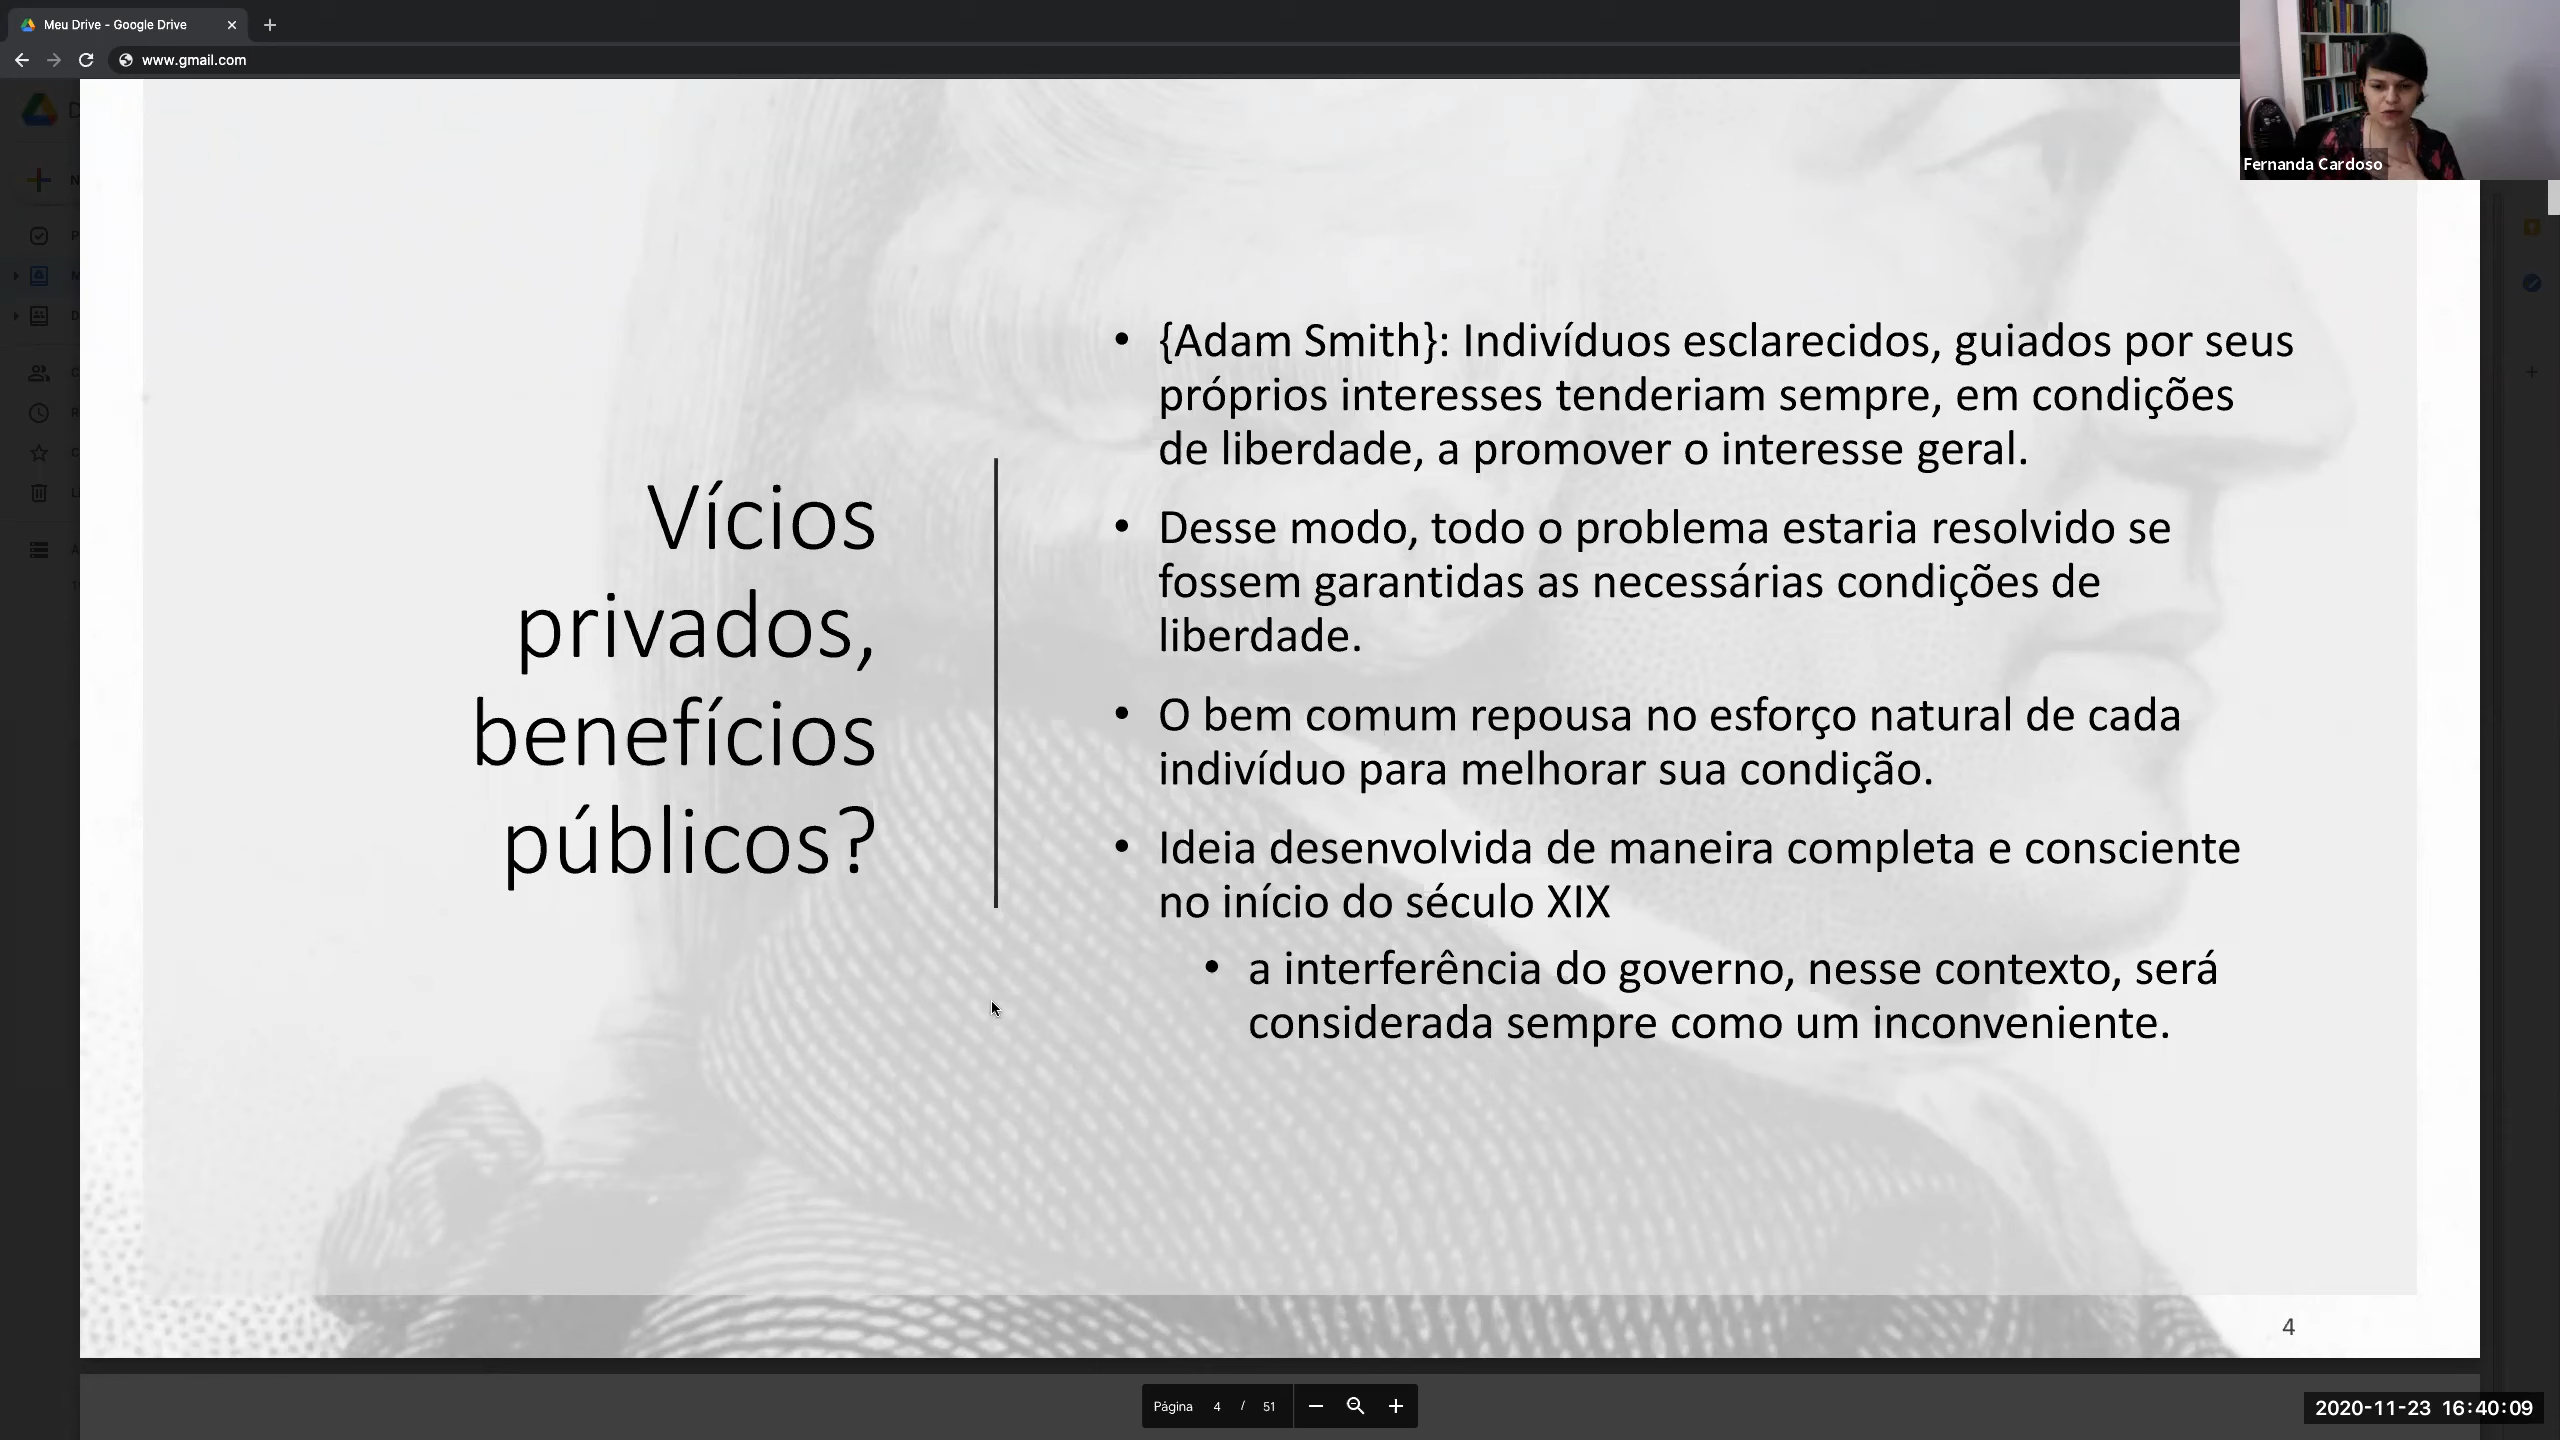 Meu Drive - Google Drive
www.gmail.com
Fernanda Cardoso
Vícios
privados,
benefícios
públicos?
• {Adam Smith}: Indivíduos esclarecidos, guiados por seus
próprios interesses tenderiam sempre, em condições
de liberdade, a promover o interesse geral.
• Desse modo, todo o problema estaria resolvido se
fossem garantidas as necessárias condições de
liberdade.
• O bem comum repousa no esforço natural de cada
indivíduo para melhorar sua condição.
• Ideia desenvolvida de maneira completa e consciente
no início do século XIX
• a interferência do governo, nesse contexto, será
considerada sempre como um inconveniente.
4
Página 4 / 51
2020-11-23 16:40:09